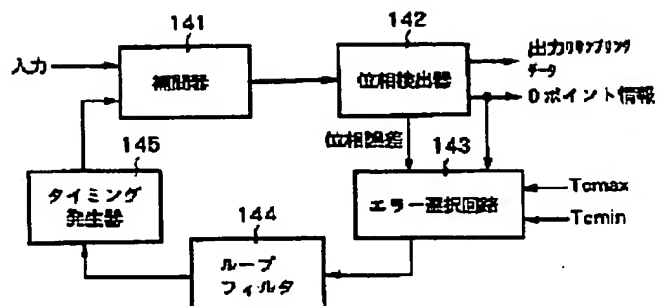 141
142
入力
補間器
位相検出器
出力リサンプリング
データ
0ポイント情報
位相誤差
143
145
タイミング
発生器
エラー選択回路
Tcmax
Tcmin
144
ループ
フィルタ